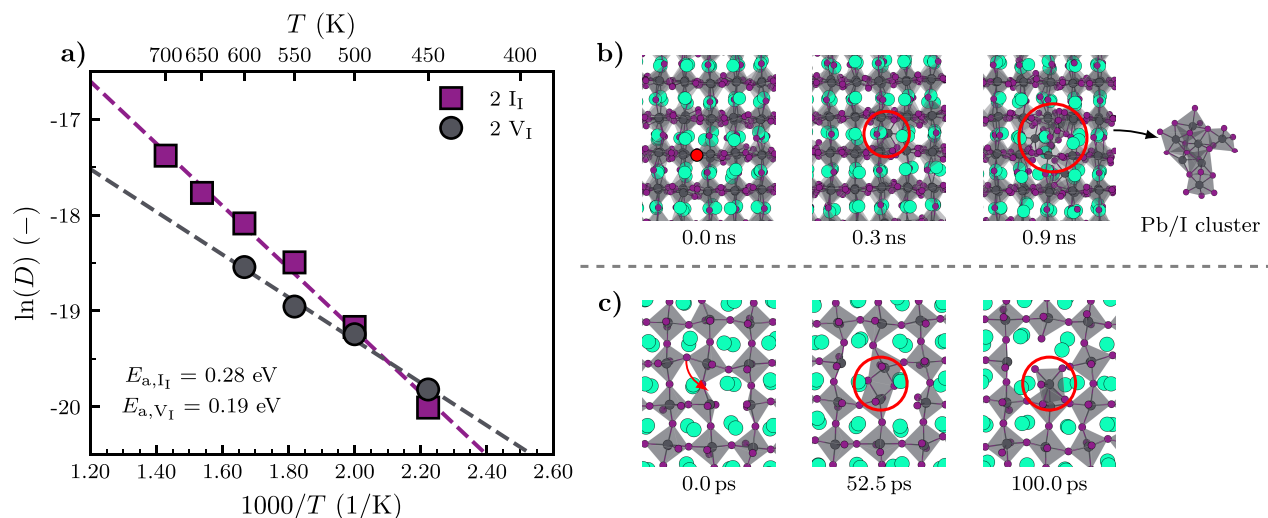 T (K)
a)
700 650 600 550 500 450 400
-17
-18
-19
-20
ln(D) (−)
2 I_I
2 V_I
E_{a,I_I} = 0.28 eV
E_{a,V_I} = 0.19 eV
1.20 1.40 1.60 1.80 2.00 2.20 2.40 2.60
1000/T (1/K)
b)
0.0 ns
0.3 ns
0.9 ns
Pb/I cluster
c)
0.0 ps
52.5 ps
100.0 ps